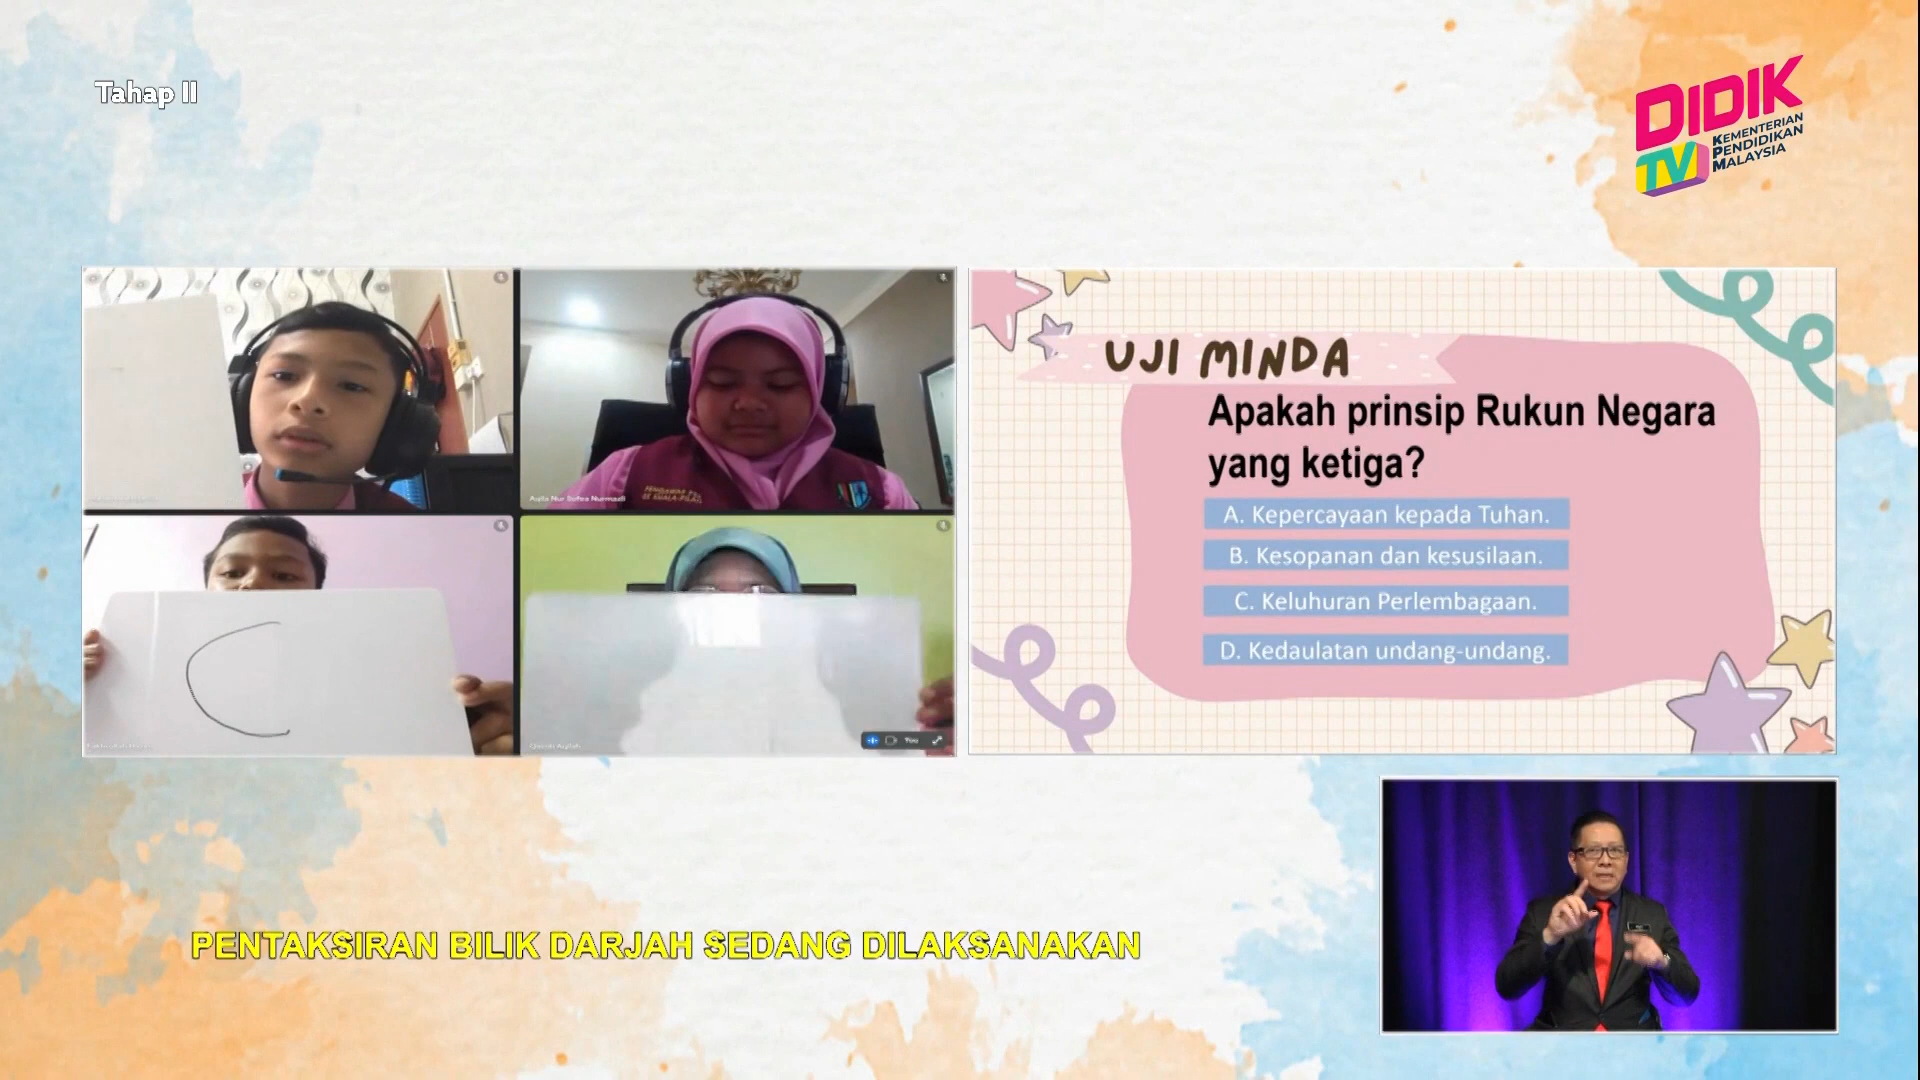 Tahap II
DIDIK
TV
KEMENTERIAN
PENDIDIKAN
MALAYSIA
UJI MINDA
Apakah prinsip Rukun Negara
yang ketiga?
A. Kepercayaan kepada Tuhan.
B. Kesopanan dan kesusilaan.
C. Keluhuran Perlembagaan.
D. Kedaulatan undang-undang.
C
You
PENTAKSIRAN BILIK DARJAH SEDANG DILAKSANAKAN